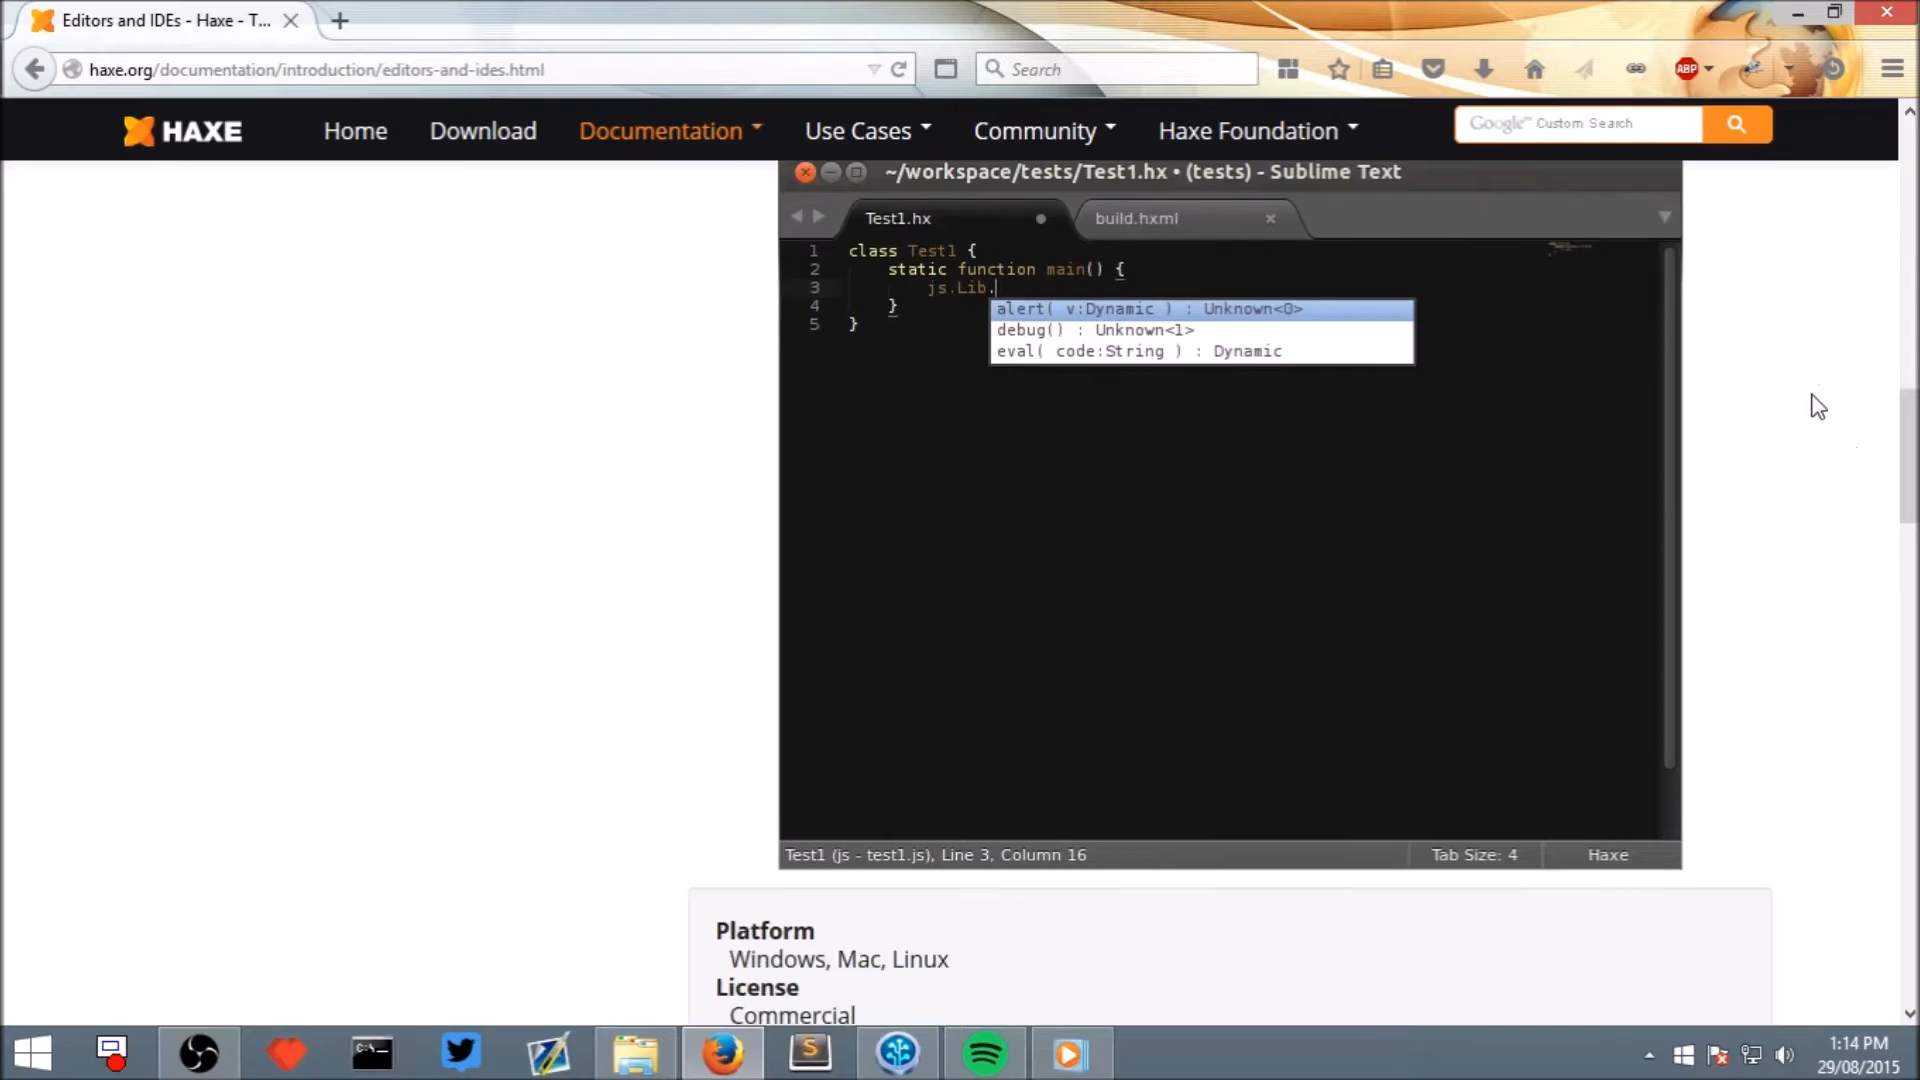 Editors and IDEs - Haxe - T...
haxe.org/documentation/introduction/editors-and-ides.html
Search
ABP
HAXE
Home
Download
Documentation
Use Cases
Community
Haxe Foundation
Google™ Custom Search
~/workspace/tests/Test1.hx • (tests) - Sublime Text
Test1.hx
build.hxml
1 class Test1 {
2 static function main() {
3 js.Lib.
4 }
5 }
alert( v:Dynamic ) : Unknown<0>
debug() : Unknown<1>
eval( code:String ) : Dynamic
Test1 (js - test1.js), Line 3, Column 16
Tab Size: 4
Haxe
Platform
Windows, Mac, Linux
License
Commercial
C:\_
S
1:14 PM
29/08/2015